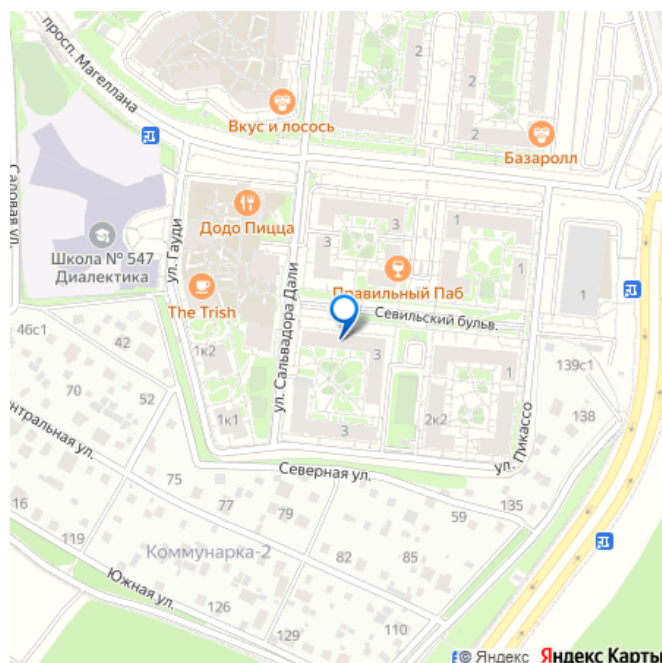 просп. Магеллана
2
2
2
Вкус и лосось
Базаролл
Садовая ул.
ул. Гауди
Додо Пицца
3
1
3
Школа № 547
Диалектика
Правильный Паб
1
1
The Trish
ул. Сальвадора Дали
Севильский бульв.
46с1
42
1к2
3
1
139с1
70
52
138
1к1
3
2к2
ул. Пикассо
Северная ул.
75
135
16
77
79
59
119
Коммунарка-2
82
85
Южная ул.
126
129
110
© Яндекс Яндекс Карты